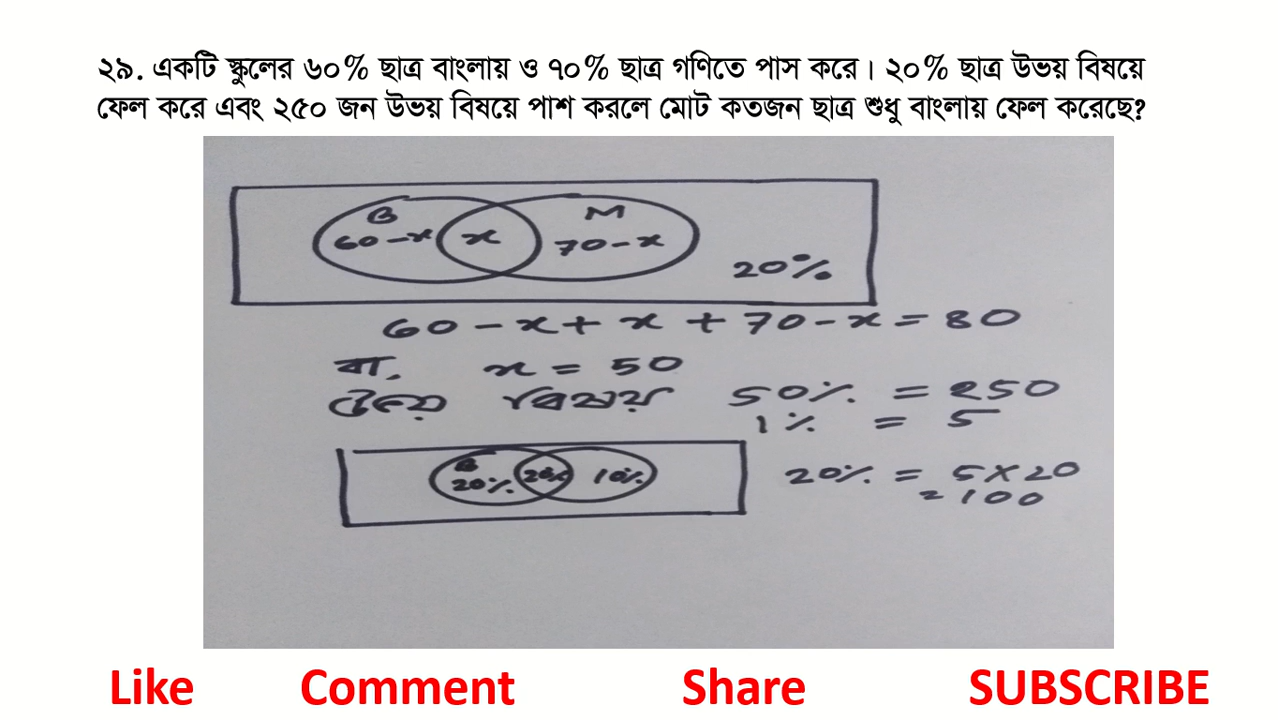 ২৯. একটি স্কুলের ৬০% ছাত্র বাংলায় ও ৭০% ছাত্র গণিতে পাস করে। ২০% ছাত্র উভয় বিষয়ে
ফেল করে এবং ২৫০ জন উভয় বিষয়ে পাশ করলে মোট কতজন ছাত্র শুধু বাংলায় ফেল করেছে?
B M
60-x x 70-x
20%
60-x+x+70-x=80
বা, x=50
উভয় বিষয় 50% = 250
1% = 5
B
20% 20% 10% 20% = 5X20
=100
Like Comment Share SUBSCRIBE